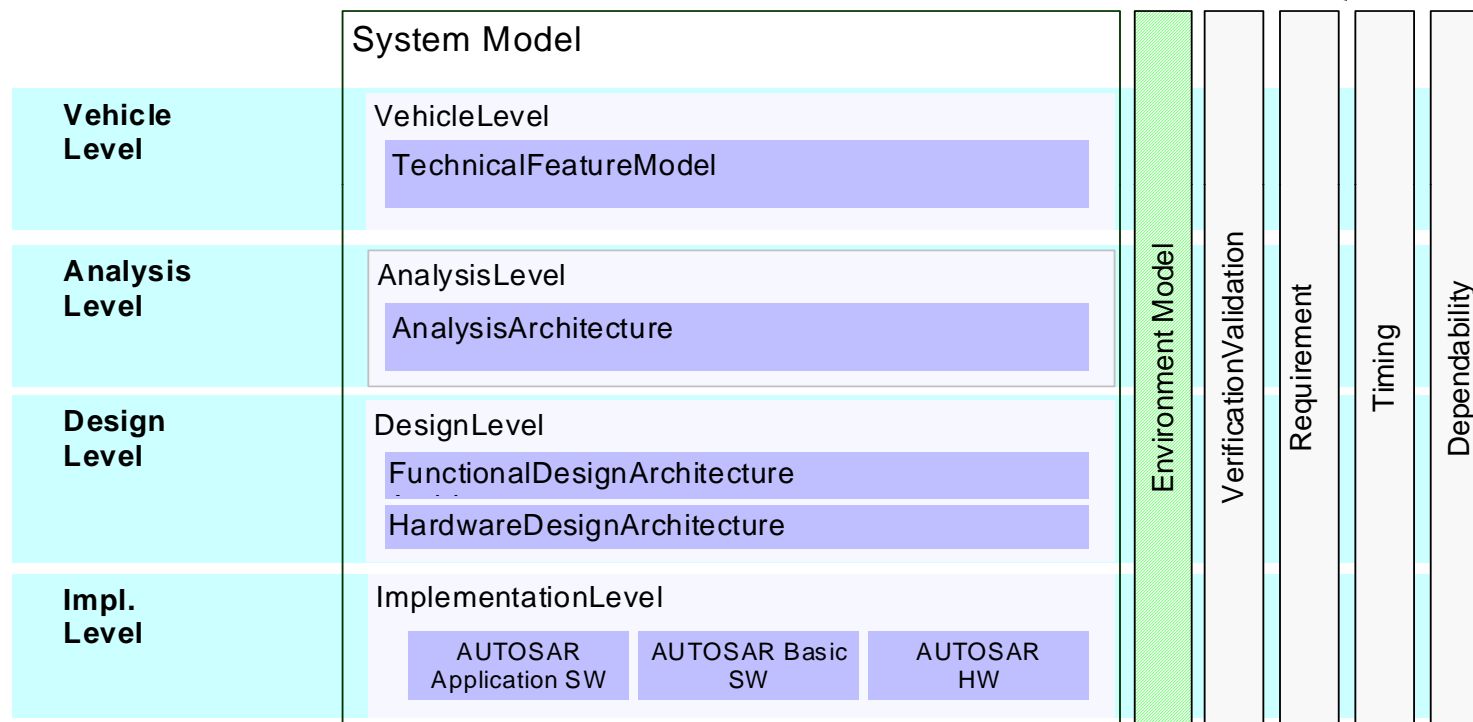 System Model
Vehicle
Level
VehicleLevel
TechnicalFeatureModel
Analysis
Level
AnalysisLevel
AnalysisArchitecture
Design
Level
DesignLevel
FunctionalDesignArchitecture
HardwareDesignArchitecture
Impl.
Level
ImplementationLevel
AUTOSAR
Application SW
AUTOSAR Basic
SW
AUTOSAR
HW
Environment Model
VerificationValidation
Requirement
Timing
Dependability